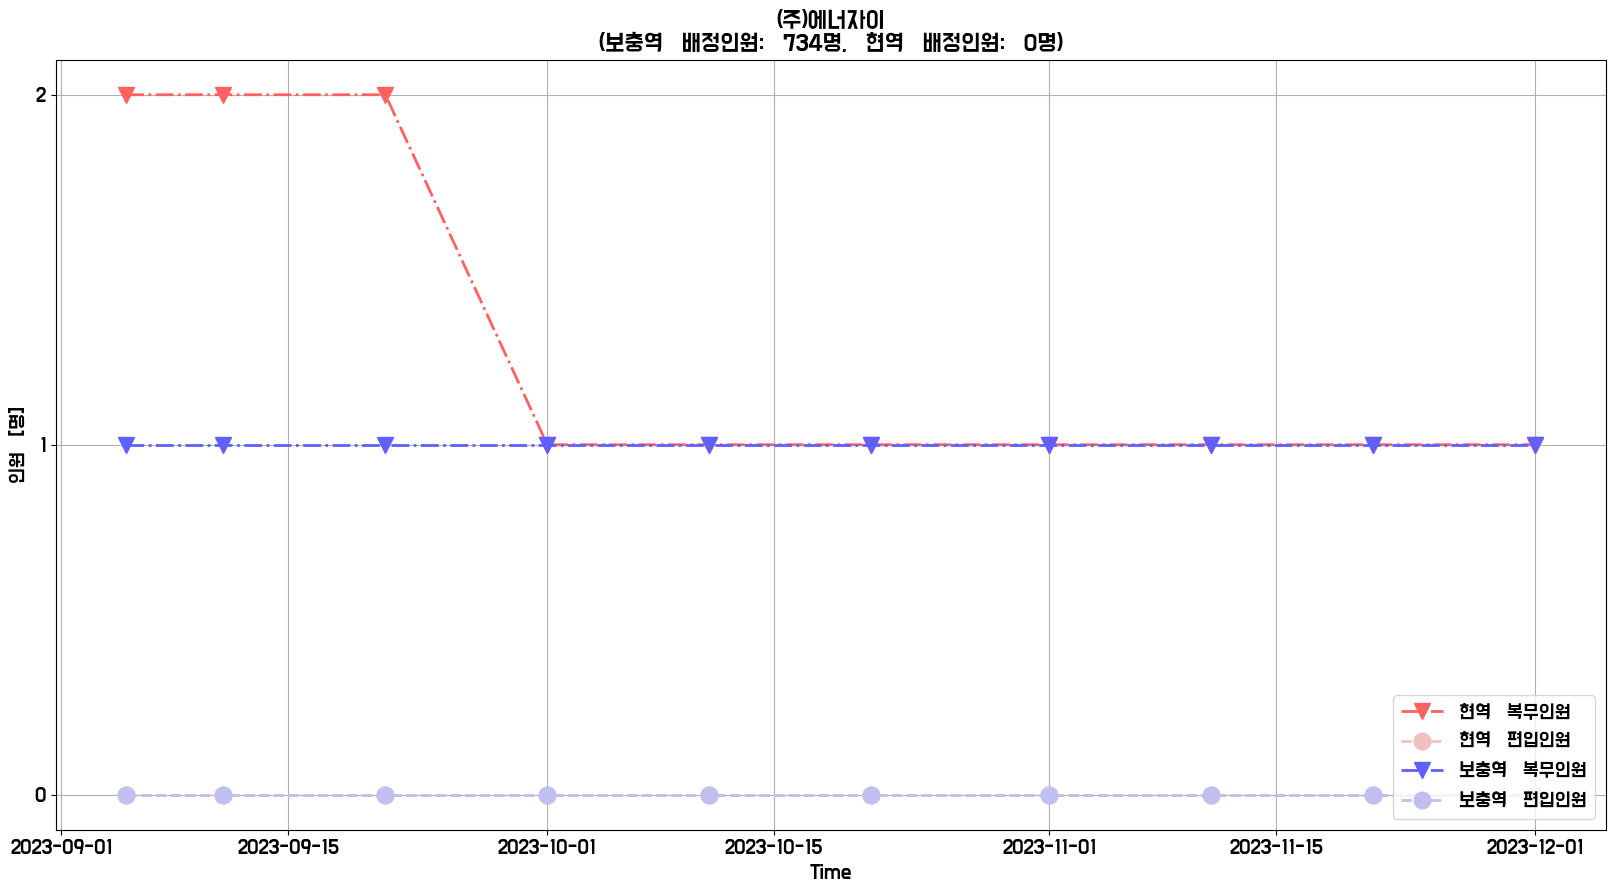 (주)에너자이
(보충역 배정인원: 734명, 현역 배정인원: 0명)
2
1
0
인원 [명]
현역 복무인원
현역 편입인원
보충역 복무인원
보충역 편입인원
2023-09-01 2023-09-15 2023-10-01 2023-10-15 2023-11-01 2023-11-15 2023-12-01
Time